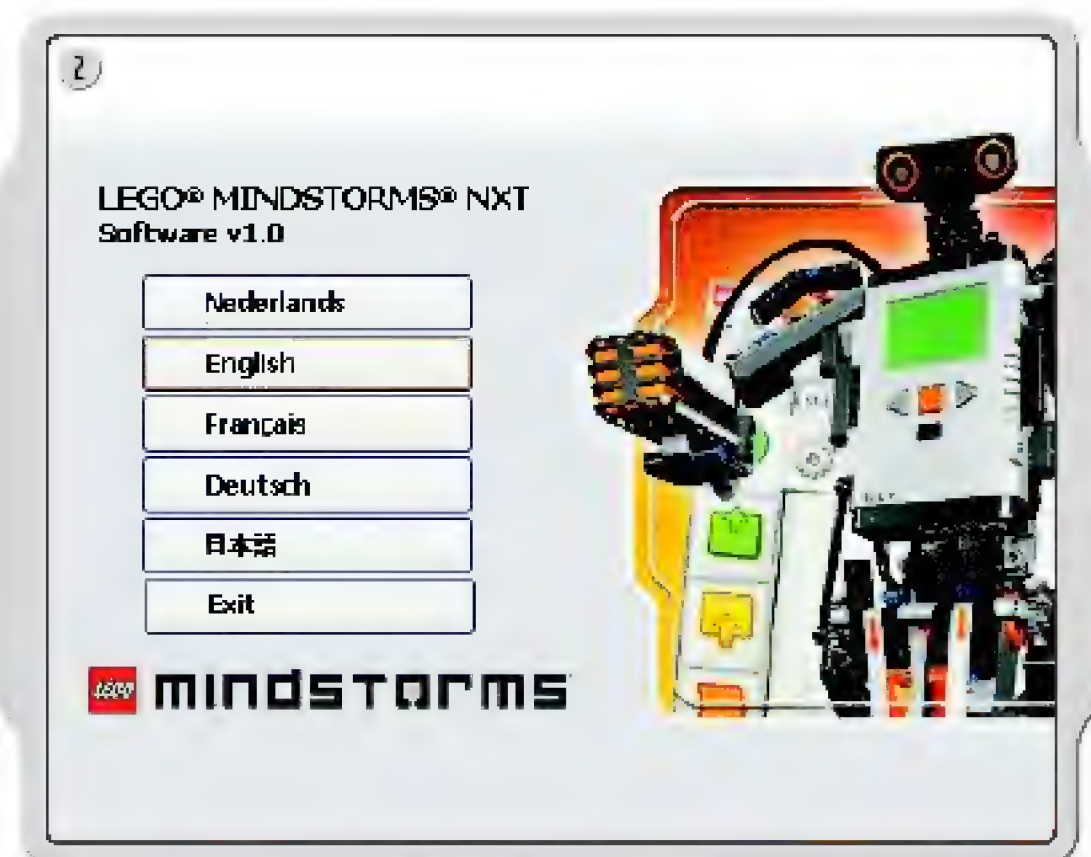 2
LEGO® MINDSTORMS® NXT
Software v1.0
Nederlands
English
Français
Deutsch
日本語
Exit
LEGO mindstorms